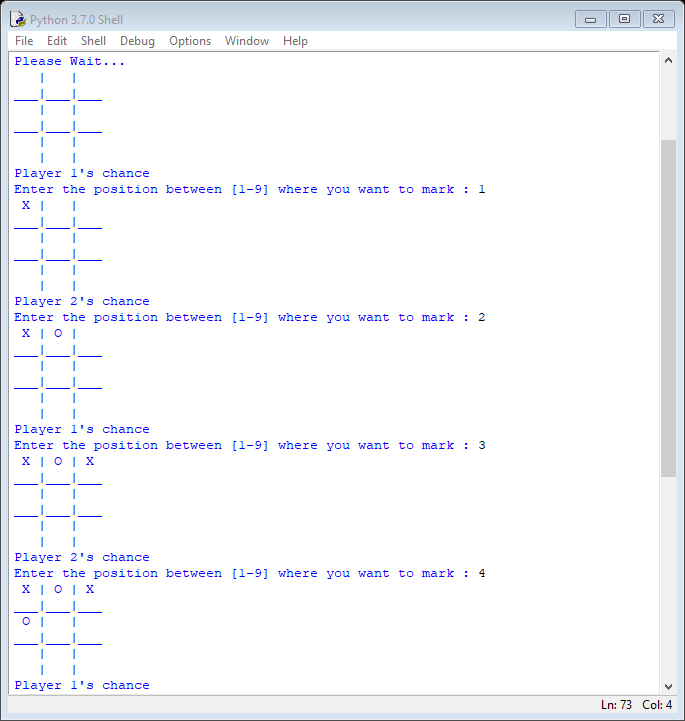 Python 3.7.0 Shell
File Edit Shell Debug Options Window Help
Please Wait...
   |   |
___|___|___
   |   |
___|___|___
   |   |
   |   |
Player 1's chance
Enter the position between [1-9] where you want to mark : 1
 X |   |
___|___|___
   |   |
___|___|___
   |   |
   |   |
Player 2's chance
Enter the position between [1-9] where you want to mark : 2
 X | O |
___|___|___
   |   |
___|___|___
   |   |
   |   |
Player 1's chance
Enter the position between [1-9] where you want to mark : 3
 X | O | X
___|___|___
   |   |
___|___|___
   |   |
   |   |
Player 2's chance
Enter the position between [1-9] where you want to mark : 4
 X | O | X
___|___|___
 O |   |
___|___|___
   |   |
   |   |
Player 1's chance
Ln: 73 Col: 4